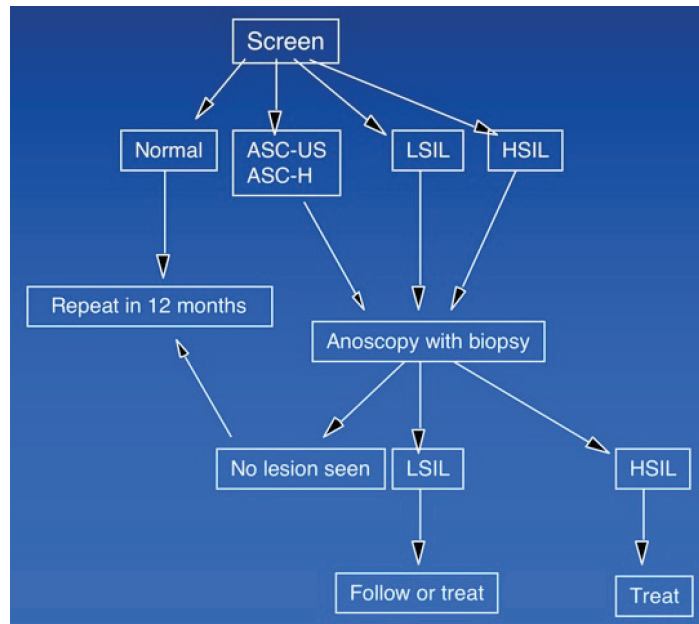 Screen
Normal
ASC-US
ASC-H
LSIL
HSIL
Repeat in 12 months
Anoscopy with biopsy
No lesion seen
LSIL
HSIL
Follow or treat
Treat